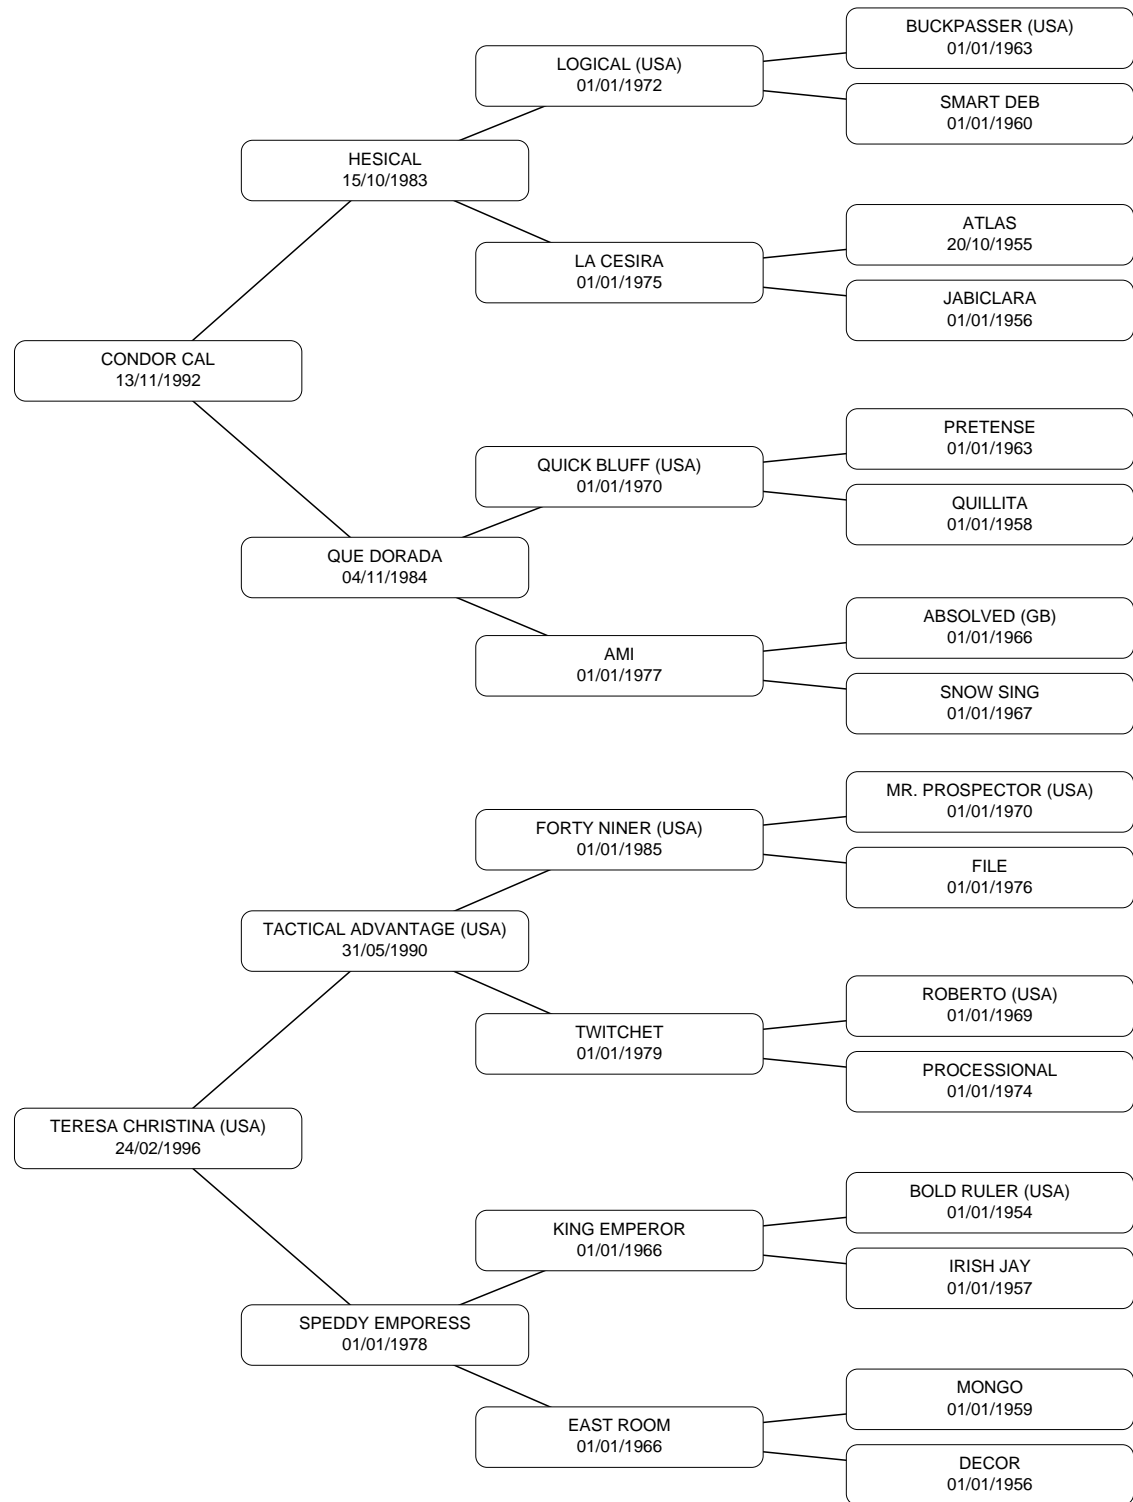 BUCKPASSER (USA)
01/01/1963
LOGICAL (USA)
01/01/1972
SMART DEB
01/01/1960
HESICAL
15/10/1983
ATLAS
20/10/1955
LA CESIRA
01/01/1975
JABICLARA
01/01/1956
CONDOR CAL
13/11/1992
PRETENSE
01/01/1963
QUICK BLUFF (USA)
01/01/1970
QUILLITA
01/01/1958
QUE DORADA
04/11/1984
ABSOLVED (GB)
01/01/1966
AMI
01/01/1977
SNOW SING
01/01/1967
MR. PROSPECTOR (USA)
01/01/1970
FORTY NINER (USA)
01/01/1985
FILE
01/01/1976
TACTICAL ADVANTAGE (USA)
31/05/1990
ROBERTO (USA)
01/01/1969
TWITCHET
01/01/1979
PROCESSIONAL
01/01/1974
TERESA CHRISTINA (USA)
24/02/1996
BOLD RULER (USA)
01/01/1954
KING EMPEROR
01/01/1966
IRISH JAY
01/01/1957
SPEDDY EMPORESS
01/01/1978
MONGO
01/01/1959
EAST ROOM
01/01/1966
DECOR
01/01/1956